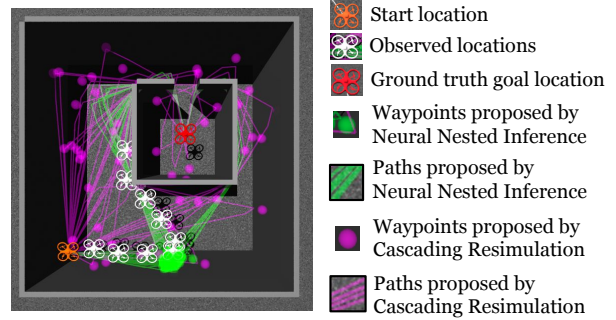 Start location
Observed locations
Ground truth goal location
Waypoints proposed by
Neural Nested Inference
Paths proposed by
Neural Nested Inference
Waypoints proposed by
Cascading Resimulation
Paths proposed by
Cascading Resimulation